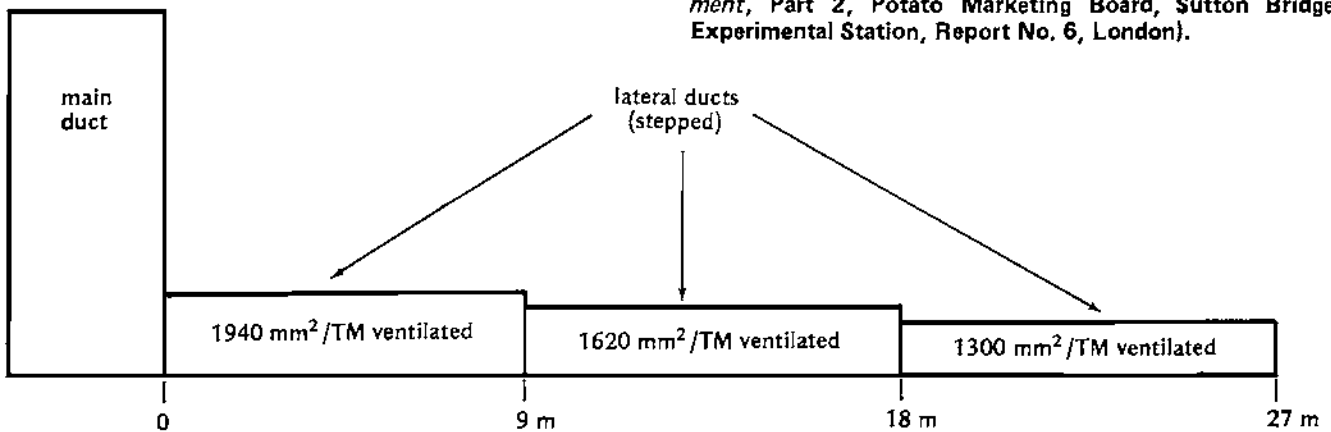 ment, Part 2, Potato Marketing Board, Sutton Bridge
Experimental Station, Report No. 6, London).
main
duct
lateral ducts
(stepped)
1940 mm²/TM ventilated
1620 mm²/TM ventilated
1300 mm²/TM ventilated
0
9 m
18 m
27 m